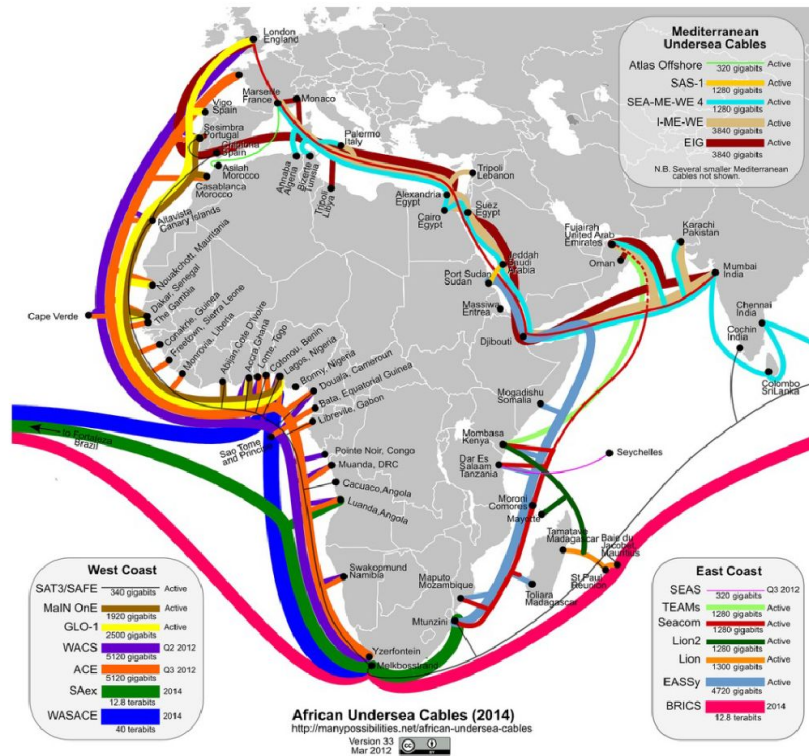 London
England
Vigo
Spain
Sesimbra
Portugal
Spain
Asilah
Morocco
Casablanca
Morocco
Marseille
France
Monaco
Palermo
Italy
Annaba
Algeria
Bizerte
Tunisia
Tripoli
Libya
Tripoli
Lebanon
Alexandria
Egypt
Cairo
Egypt
Suez
Egypt
Jeddah
Saudi
Arabia
Port Sudan
Sudan
Massiwa
Eritrea
Djibouti
Fujairah
United Arab
Emirates
Oman
Karachi
Pakistan
Mumbai
India
Chennai
India
Cochin
India
Colombo
SriLanka
Altavista
Canary Islands
Nouakchott, Mauritania
Dakar, Senegal
The Gambia
Cape Verde
Conakrie, Guinea
Freetown, Sierra Leone
Monrovia, Liberia
Abijan,Cote D'ivoire
Accra,Ghana
Lome, Togo
Cotonou, Benin
Lagos, Nigeria
Bonny, Nigeria
Douala, Cameroun
Bata, Equatorial Guinea
Libreville, Gabon
Sao Tome
and Principe
Pointe Noir, Congo
Muanda, DRC
Cacuaco,Angola
Luanda,Angola
Swakopmund
Namibia
Yzerfontein
Melkbosstrand
Mtunzini
Maputo
Mozambique
Toliara
Madagascar
Mogadishu
Somalia
Mombasa
Kenya
Dar Es
Salaam
Tanzania
Seychelles
Moroni
Comores
Mayotte
Tamatave
Madagascar
Baie du
Jacobet
Mauritius
St Paul
Reunion
to Fortaleza
Brazil
Mediterranean
Undersea Cables
Atlas Offshore 320 gigabits Active
SAS-1 1280 gigabits Active
SEA-ME-WE 4 1280 gigabits Active
I-ME-WE 3840 gigabits Active
EIG 3840 gigabits Active
N.B. Several smaller Mediterranean
cables not shown.
West Coast
SAT3/SAFE 340 gigabits Active
MaIN OnE 1920 gigabits Active
GLO-1 2500 gigabits Active
WACS 5120 gigabits Q2 2012
ACE 5120 gigabits Q3 2012
SAex 12.8 terabits 2014
WASACE 40 terabits 2014
East Coast
SEAS 320 gigabits Q3 2012
TEAMs 1280 gigabits Active
Seacom 1280 gigabits Active
Lion2 1280 gigabits Active
Lion 1300 gigabits Active
EASSy 4720 gigabits Active
BRICS 12.8 terabits 2014
African Undersea Cables (2014)
http://manypossibilities.net/african-undersea-cables
Version 33
Mar 2012
cc
BY